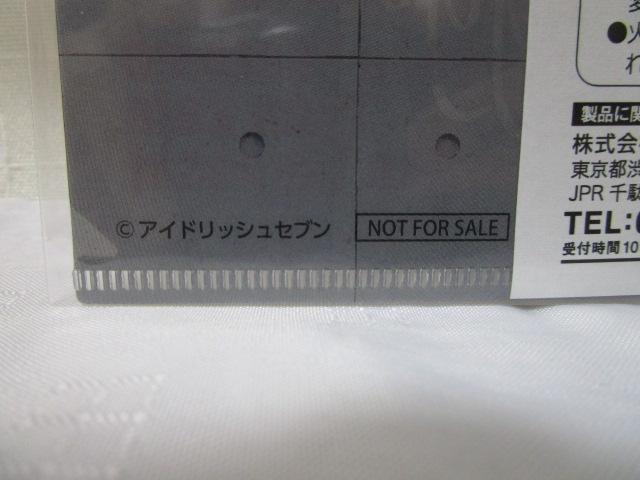 ©アイドリッシュセブン
NOT FOR SALE
製品に関
株式会
東京都渋
JPR 千駄
TEL:
受付時間 10